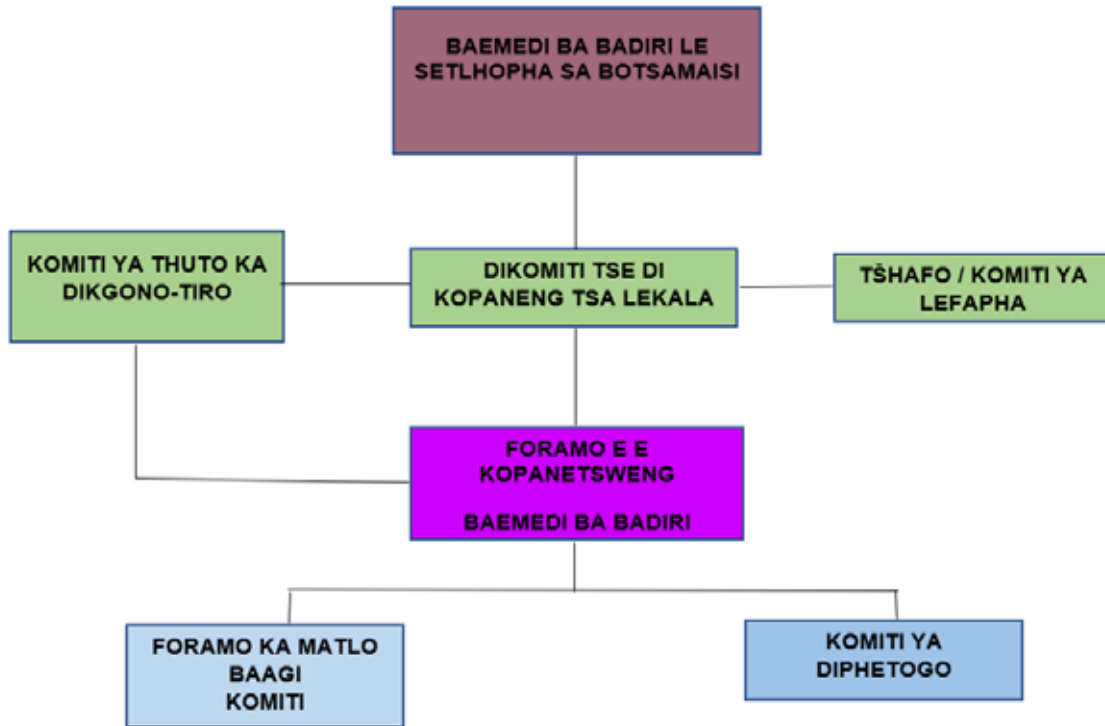 BAEMEDI BA BADIRI LE
SETLHOPHA SA BOTSAMAISI
KOMITI YA THUTO KA
DIKGONO-TIRO
DIKOMITI TSE DI
KOPANENG TSA LEKALA
TŠHAFO / KOMITI YA
LEFAPHA
FORAMO E E
KOPANETSWENG
BAEMEDI BA BADIRI
FORAMO KA MATLO
BAAGI
KOMITI
KOMITI YA
DIPHETOGO